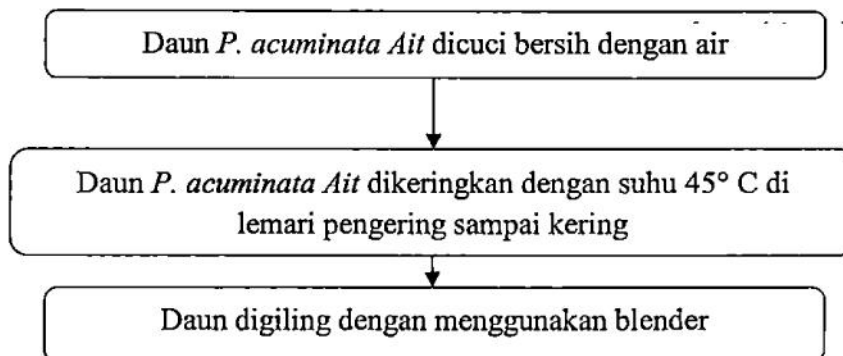 Daun P. acuminata Ait dicuci bersih dengan air
Daun P. acuminata Ait dikeringkan dengan suhu 45° C di
lemari pengering sampai kering
Daun digiling dengan menggunakan blender